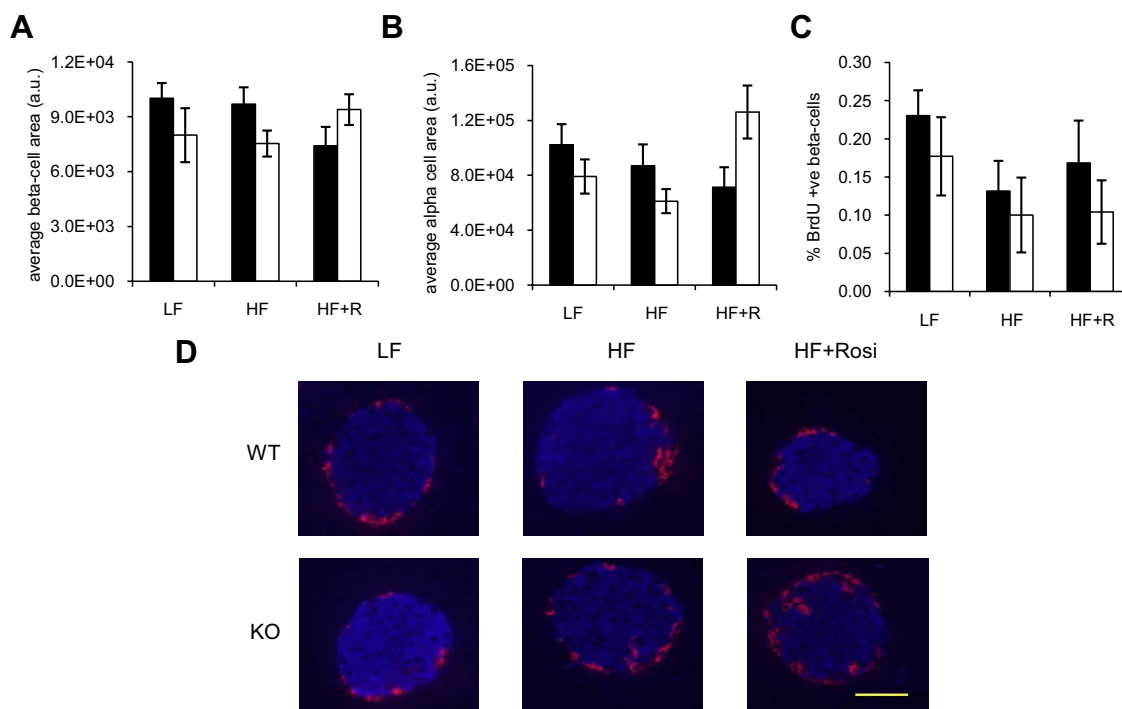 A
average beta-cell area (a.u.)
1.2E+04
9.0E+03
6.0E+03
3.0E+03
0.0E+00
LF HF HF+R
B
average alpha cell area (a.u.)
1.6E+05
1.2E+05
8.0E+04
4.0E+04
0.0E+00
LF HF HF+R
C
% BrdU +ve beta-cells
0.30
0.25
0.20
0.15
0.10
0.05
0.00
LF HF HF+R
D
LF HF HF+Rosi
WT
KO